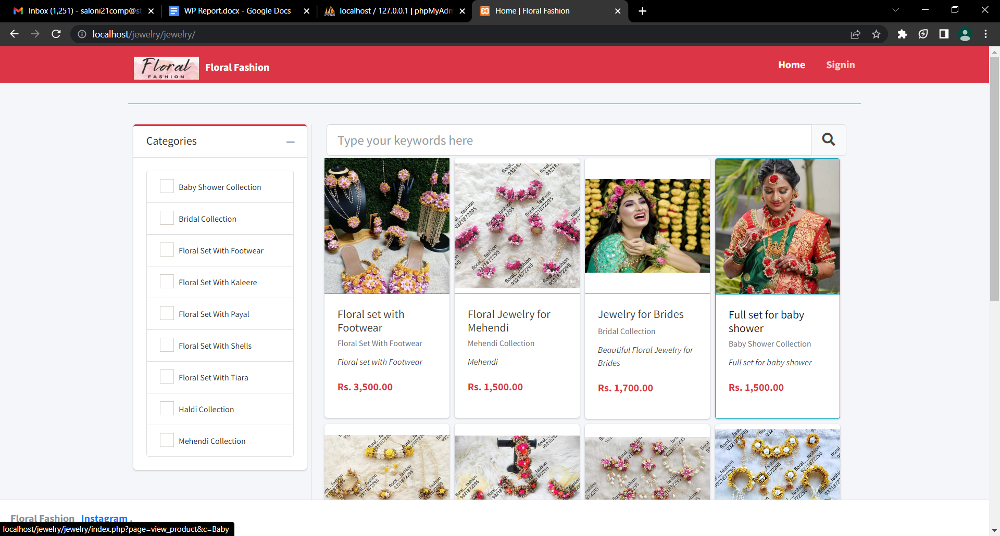 Inbox (1,251) - saloni21comp@st
WP Report.docx - Google Docs
localhost / 127.0.0.1 | phpMyAdm
Home | Floral Fashion
localhost/jewelry/jewelry/
Floral
FASHION
Floral Fashion
Home
Signin
Categories
Type your keywords here
Baby Shower Collection
Bridal Collection
Floral Set With Footwear
Floral Set With Kaleere
Floral Set With Payal
Floral Set With Shells
Floral Set With Tiara
Haldi Collection
Mehendi Collection
floral__fashion
9321872295
Floral set with
Footwear
Floral Set With Footwear
Floral set with Footwear
Rs. 3,500.00
Floral Jewelry for
Mehendi
Mehendi Collection
Mehendi
Rs. 1,500.00
Jewelry for Brides
Bridal Collection
Beautiful Floral Jewelry for
Brides
Rs. 1,700.00
Full set for baby
shower
Baby Shower Collection
Full set for baby shower
Rs. 1,500.00
Floral Fashion Instagram .
localhost/jewelry/jewelry/index.php?page=view_product&c=Baby